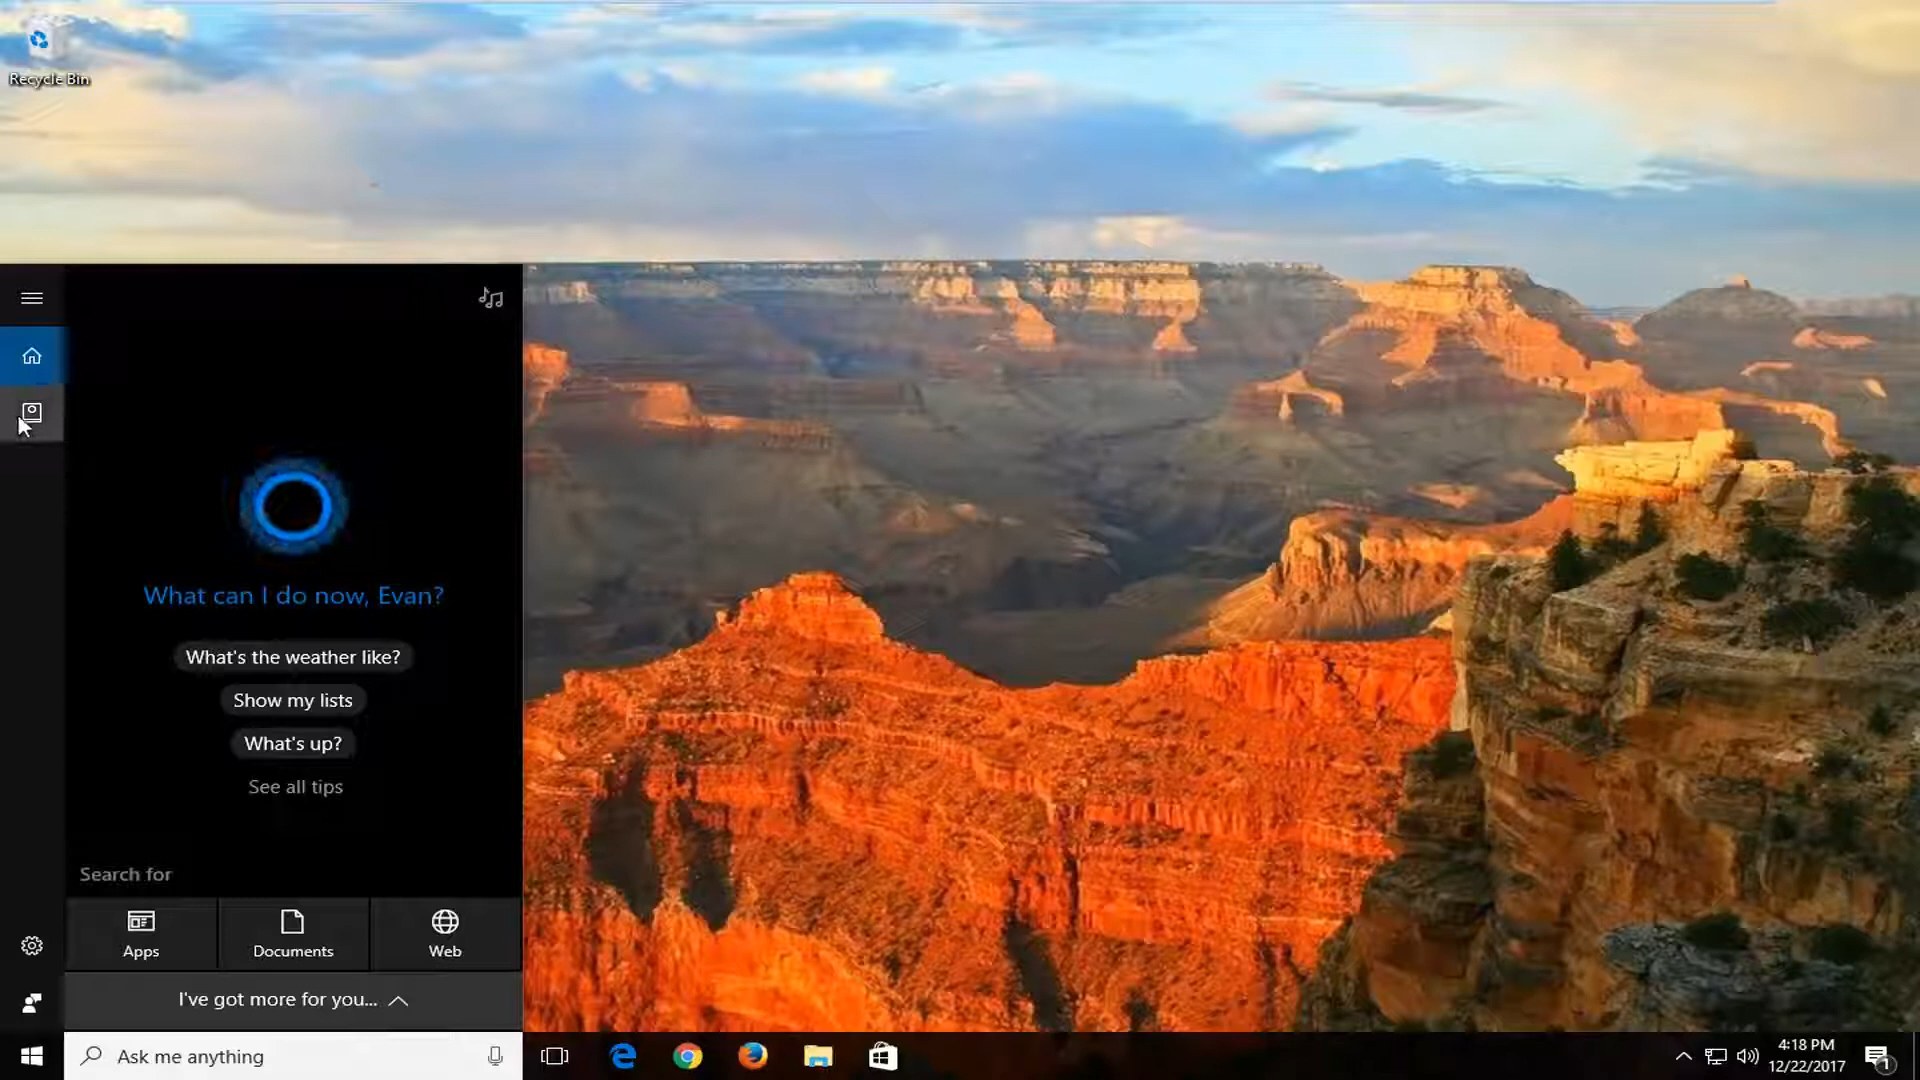 Recycle Bin
What can I do now, Evan?
What's the weather like?
Show my lists
What's up?
See all tips
Search for
Apps
Documents
Web
I've got more for you...
Ask me anything
4:18 PM
12/22/2017
1